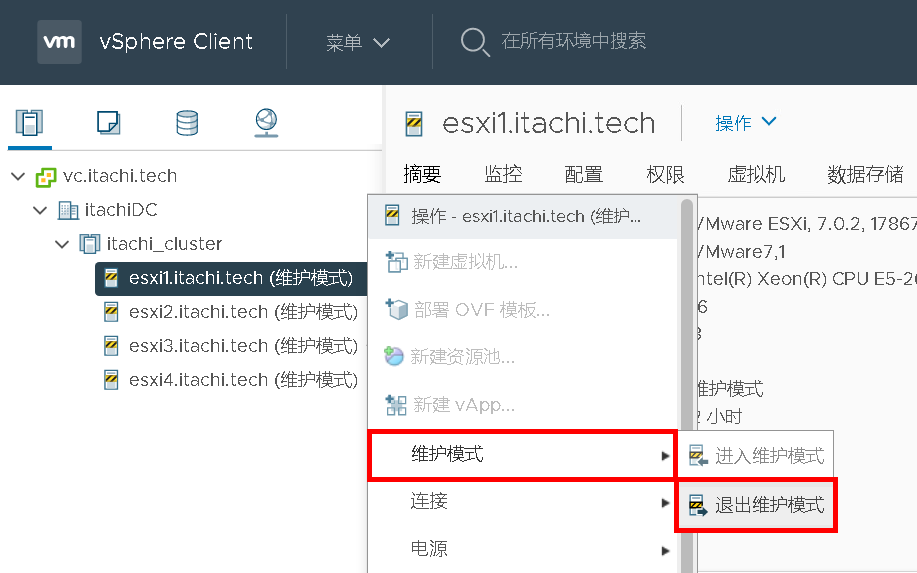 vm vSphere Client 菜单 在所有环境中搜索
esxi1.itachi.tech 操作
摘要 监控 配置 权限 虚拟机 数据存储
vc.itachi.tech
itachiDC
itachi_cluster
esxi1.itachi.tech (维护模式)
esxi2.itachi.tech (维护模式)
esxi3.itachi.tech (维护模式)
esxi4.itachi.tech (维护模式)
操作 - esxi1.itachi.tech (维护...
新建虚拟机...
部署 OVF 模板...
新建资源池...
新建 vApp...
维护模式
连接
电源
进入维护模式
退出维护模式
VMware ESXi, 7.0.2, 17867
VMware7,1
ntel(R) Xeon(R) CPU E5-26
6
维护模式
小时